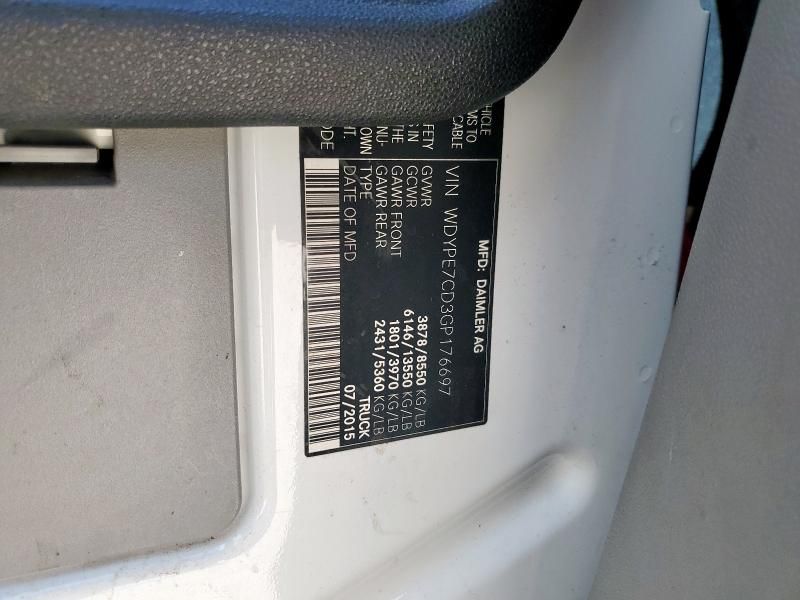 HICLE
MS TO
CABLE
FETY
S IN
THE
NU-
OWN
HT.
ODE
MFD: DAIMLER AG
VIN WDYPE7CD3GP176697
GVWR 3878/8550 KG/LB
GCWR 6146/13550 KG/LB
GAWR FRONT 1801/3970 KG/LB
GAWR REAR 2431/5360 KG/LB
TYPE TRUCK
DATE OF MFD 07/2015